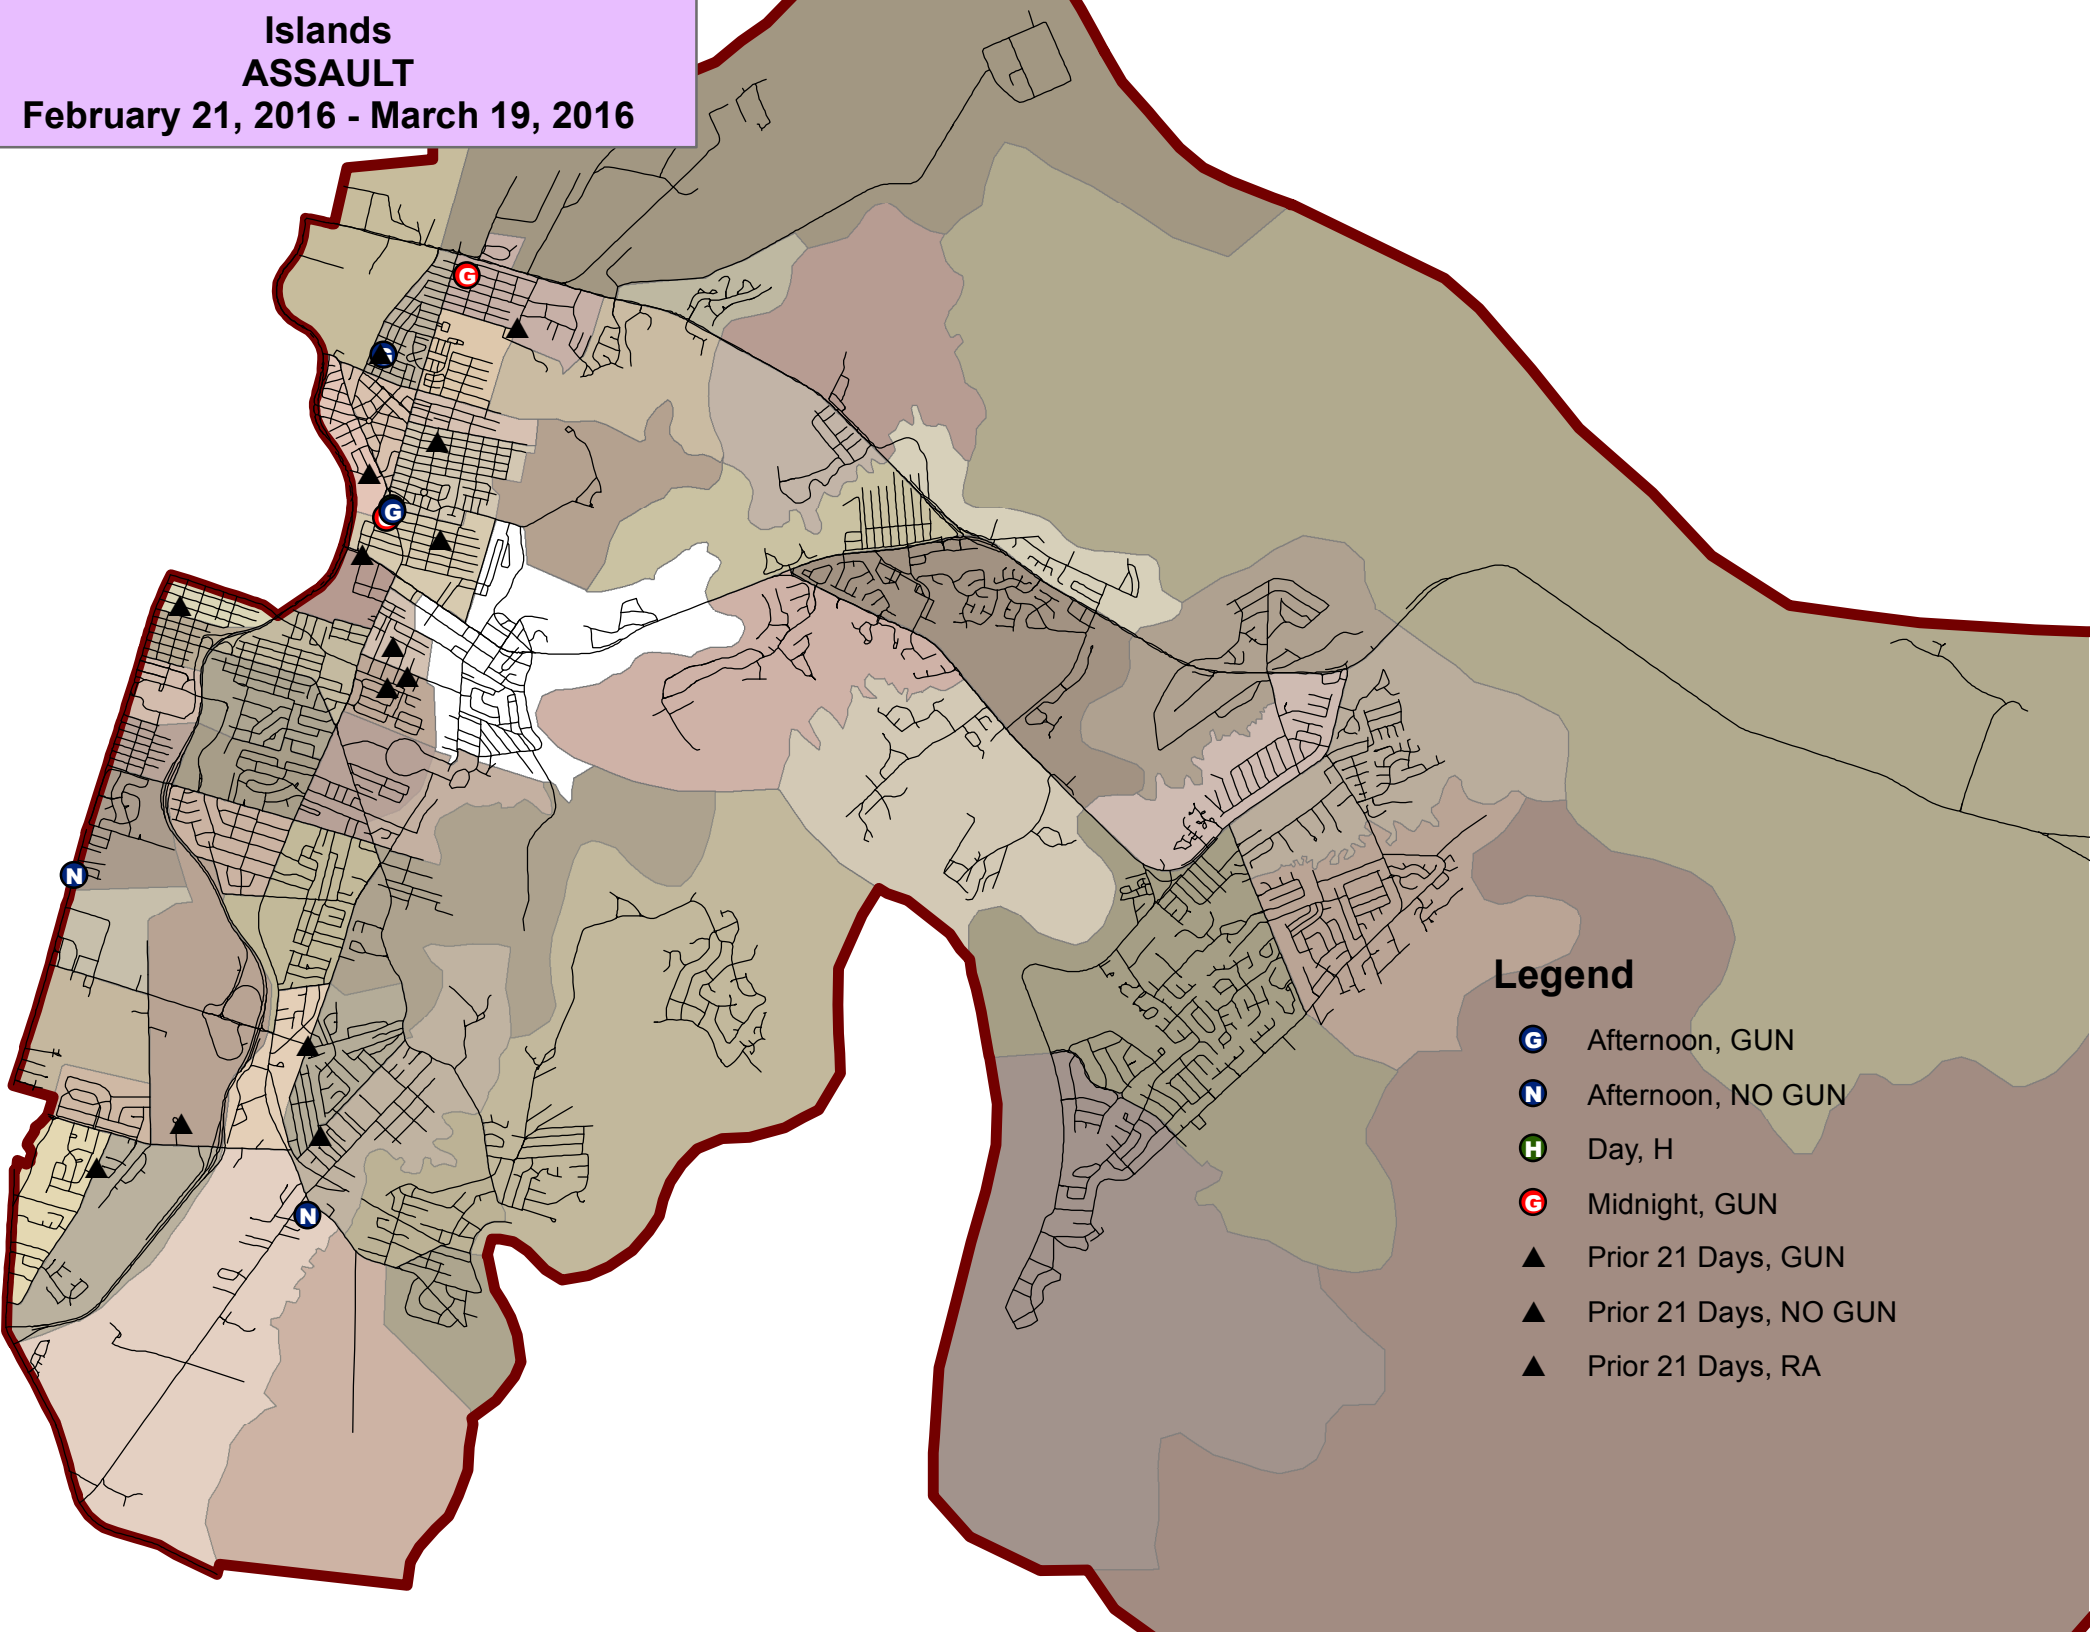 Islands
ASSAULT
February 21, 2016 - March 19, 2016
G
G
G
N
N
Legend
G Afternoon, GUN
N Afternoon, NO GUN
H Day, H
G Midnight, GUN
Prior 21 Days, GUN
Prior 21 Days, NO GUN
Prior 21 Days, RA